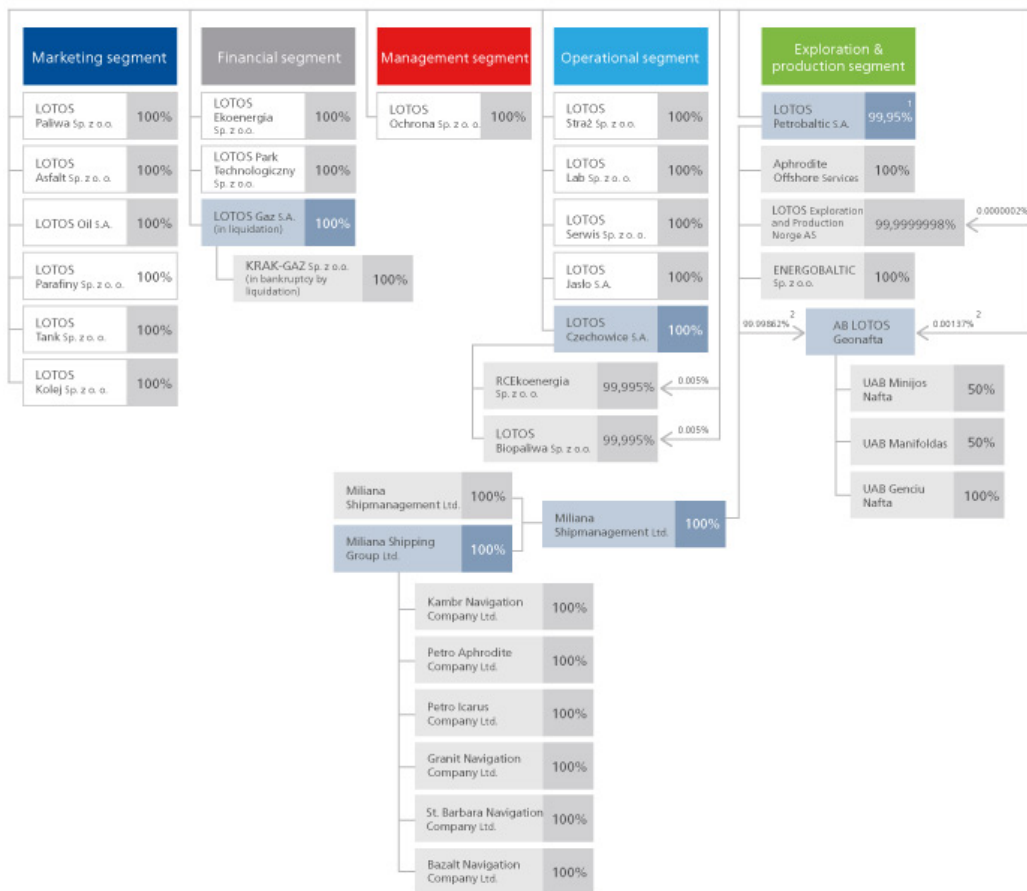 Marketing segment
LOTOS
Paliwa Sp. z o.o.
100%
LOTOS
Asfalt Sp. z o. o.
100%
LOTOS Oil S.A.
100%
LOTOS
Parafiny Sp. z o. o.
100%
LOTOS
Tank Sp. z o. o.
100%
LOTOS
Kolej Sp. z o. o.
100%
Financial segment
LOTOS
Ekoenergia
Sp. z o.o.
100%
LOTOS Park
Technologiczny
Sp. z o.o.
100%
LOTOS Gaz S.A.
(in liquidation)
100%
KRAK-GAZ Sp. z o.o.
(in bankruptcy by
liquidation)
100%
Management segment
LOTOS
Ochrona Sp. z o. o.
100%
Operational segment
LOTOS
Straż Sp. z o.o.
100%
LOTOS
Lab Sp. z o. o.
100%
LOTOS
Serwis Sp. z o. o.
100%
LOTOS
Jasło S.A.
100%
LOTOS
Czechowice S.A.
100%
RCEkoenergia
Sp. z o. o.
99,995%
0.005%
LOTOS
Biopaliwa Sp. z o.o.
99,995%
0.005%
Exploration &
production segment
LOTOS
Petrobaltic S.A.
99,95% 1
Aphrodite
Offshore Services
100%
LOTOS Exploration
and Production
Norge AS
99,9999998%
0.0000002%
ENERGOBALTIC
Sp. z o.o.
100%
99.99862% 2
AB LOTOS
Geonafta
0.00137% 2
UAB Minijos
Nafta
50%
UAB Manifoldas
50%
UAB Genciu
Nafta
100%
Miliana
Shipmanagement Ltd.
100%
Miliana Shipping
Group Ltd.
100%
Miliana
Shipmanagement Ltd.
100%
Kambr Navigation
Company Ltd.
100%
Petro Aphrodite
Company Ltd.
100%
Petro Icarus
Company Ltd.
100%
Granit Navigation
Company Ltd.
100%
St. Barbara Navigation
Company Ltd.
100%
Bazalt Navigation
Company Ltd.
100%